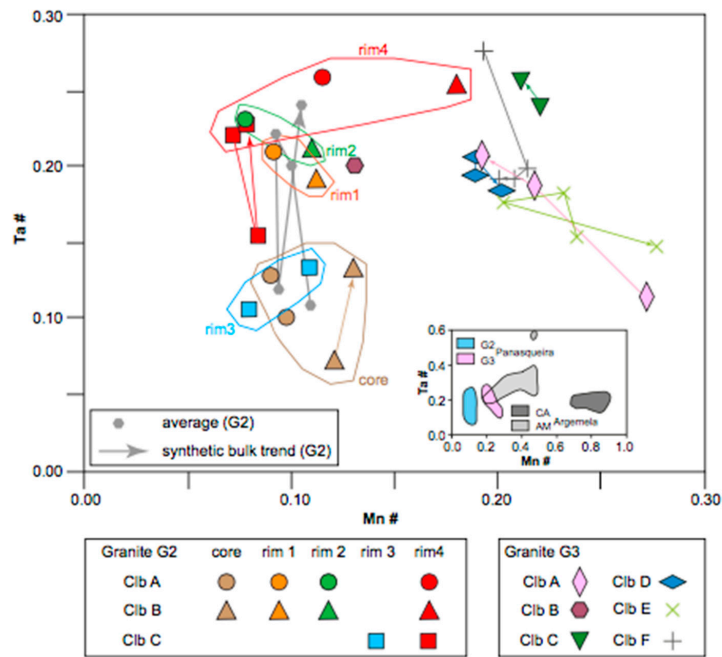 0.30
0.20
0.10
0.00
Ta #
rim4
rim2
rim1
rim3
core
average (G2)
synthetic bulk trend (G2)
0.6
0.4
0.2
0.0
Ta #
G2
G3
Panasqueira
CA
AM
Argemela
0.0 0.2 0.4 0.6 0.8 1.0
Mn #
0.00 0.10 0.20 0.30
Mn #
Granite G2 core rim 1 rim 2 rim 3 rim4
Clb A
Clb B
Clb C
Granite G3
Clb A Clb D
Clb B Clb E
Clb C Clb F